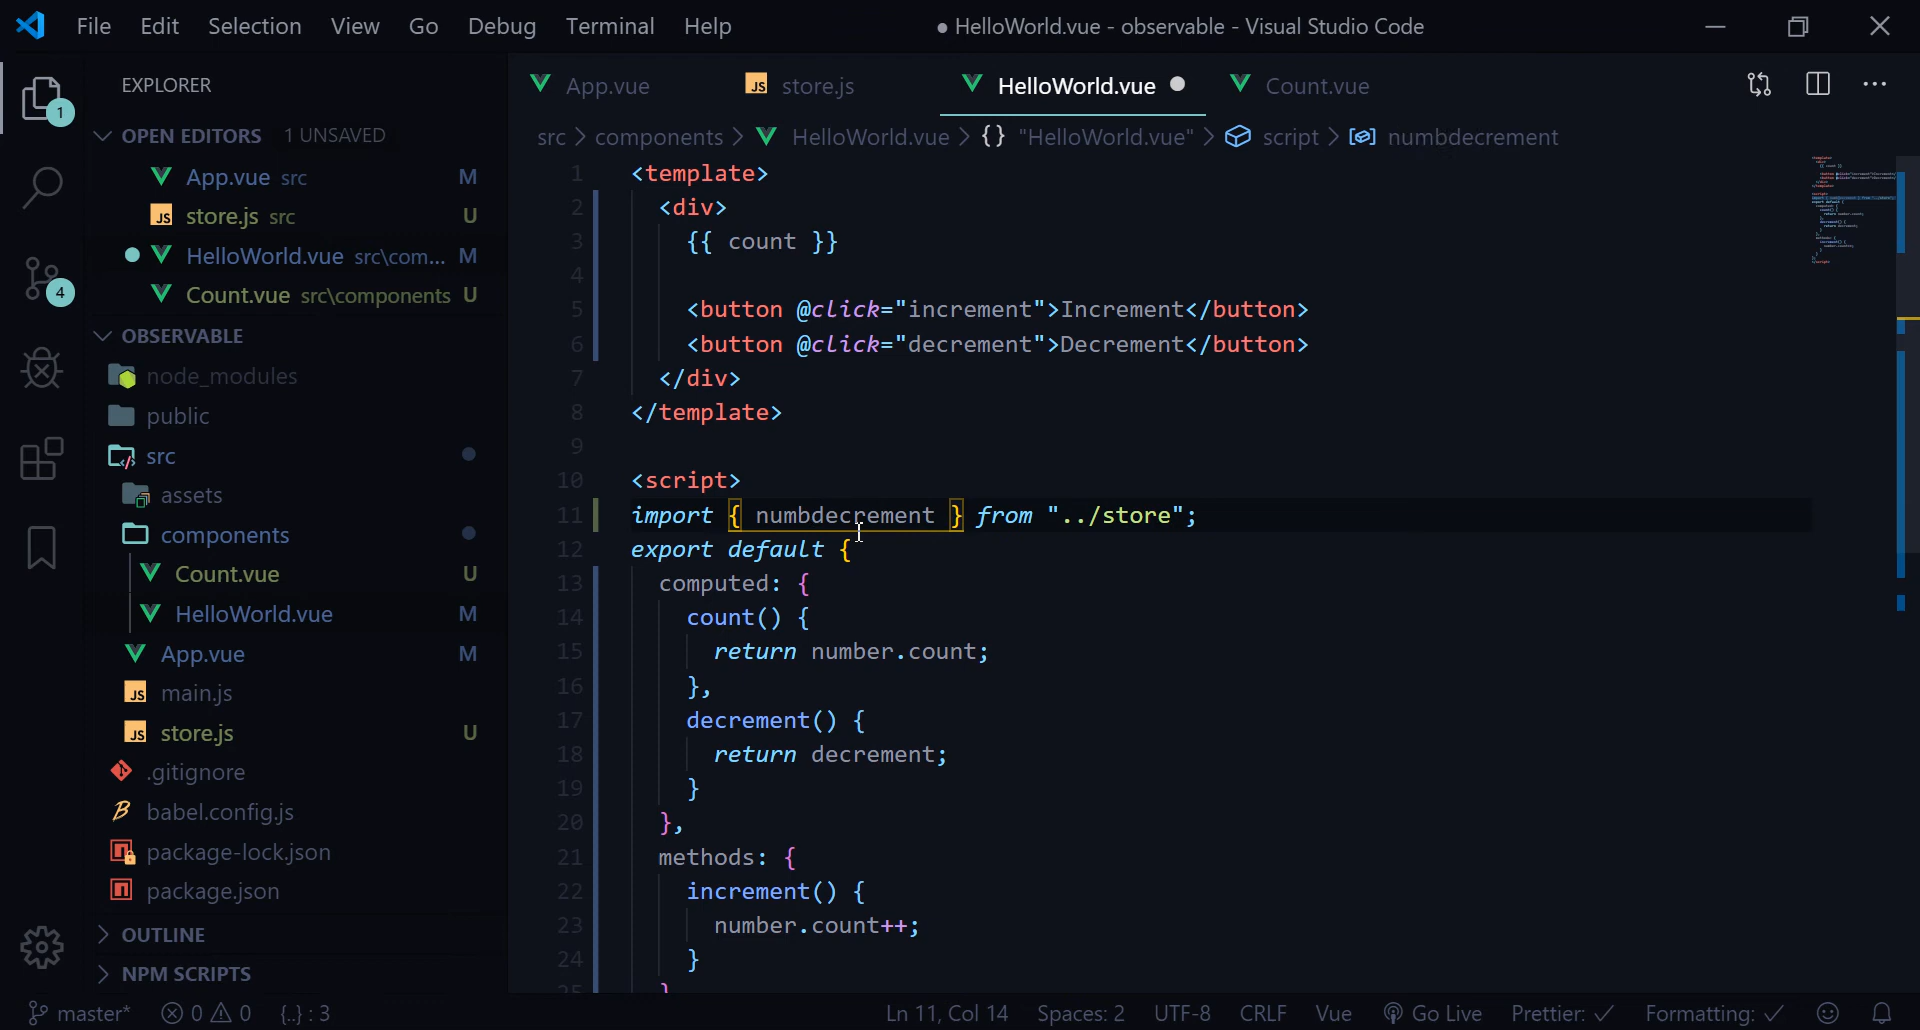 File Edit Selection View Go Debug Terminal Help ● HelloWorld.vue - observable - Visual Studio Code
EXPLORER
1
OPEN EDITORS 1 UNSAVED
App.vue src M
JS store.js src U
HelloWorld.vue src\com... M
Count.vue src\components U
4
OBSERVABLE
node_modules
public
src
assets
components
Count.vue U
HelloWorld.vue M
App.vue M
JS main.js
JS store.js U
.gitignore
babel.config.js
package-lock.json
package.json
OUTLINE
NPM SCRIPTS
App.vue JS store.js HelloWorld.vue Count.vue
src > components > HelloWorld.vue > {} "HelloWorld.vue" > script > numbdecrement
1 <template>
2 <div>
3 {{ count }}
4
5 <button @click="increment">Increment</button>
6 <button @click="decrement">Decrement</button>
7 </div>
8 </template>
9
10 <script>
11 import { numbdecrement } from "../store";
12 export default {
13 computed: {
14 count() {
15 return number.count;
16 },
17 decrement() {
18 return decrement;
19 }
20 },
21 methods: {
22 increment() {
23 number.count++;
24 }
25 }
master* 0 0 {..} : 3 Ln 11, Col 14 Spaces: 2 UTF-8 CRLF Vue Go Live Prettier: ✓ Formatting: ✓